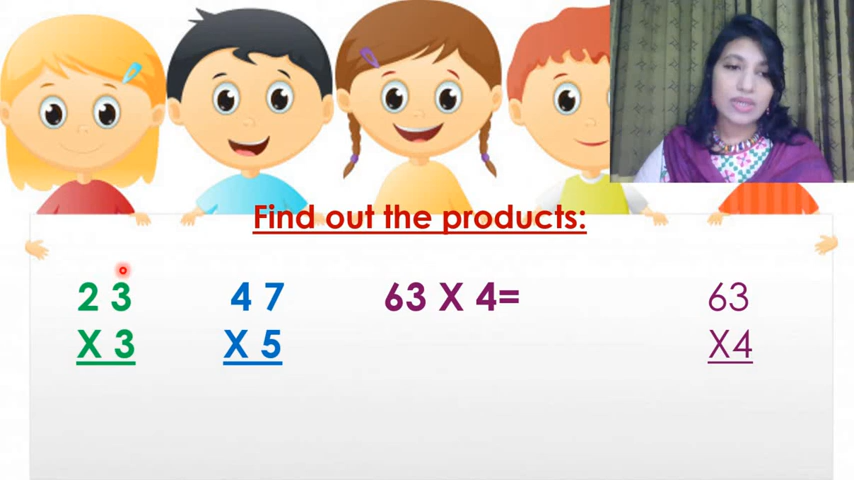 Find out the products:
2 3
X 3
4 7
X 5
63 X 4=
63
X4